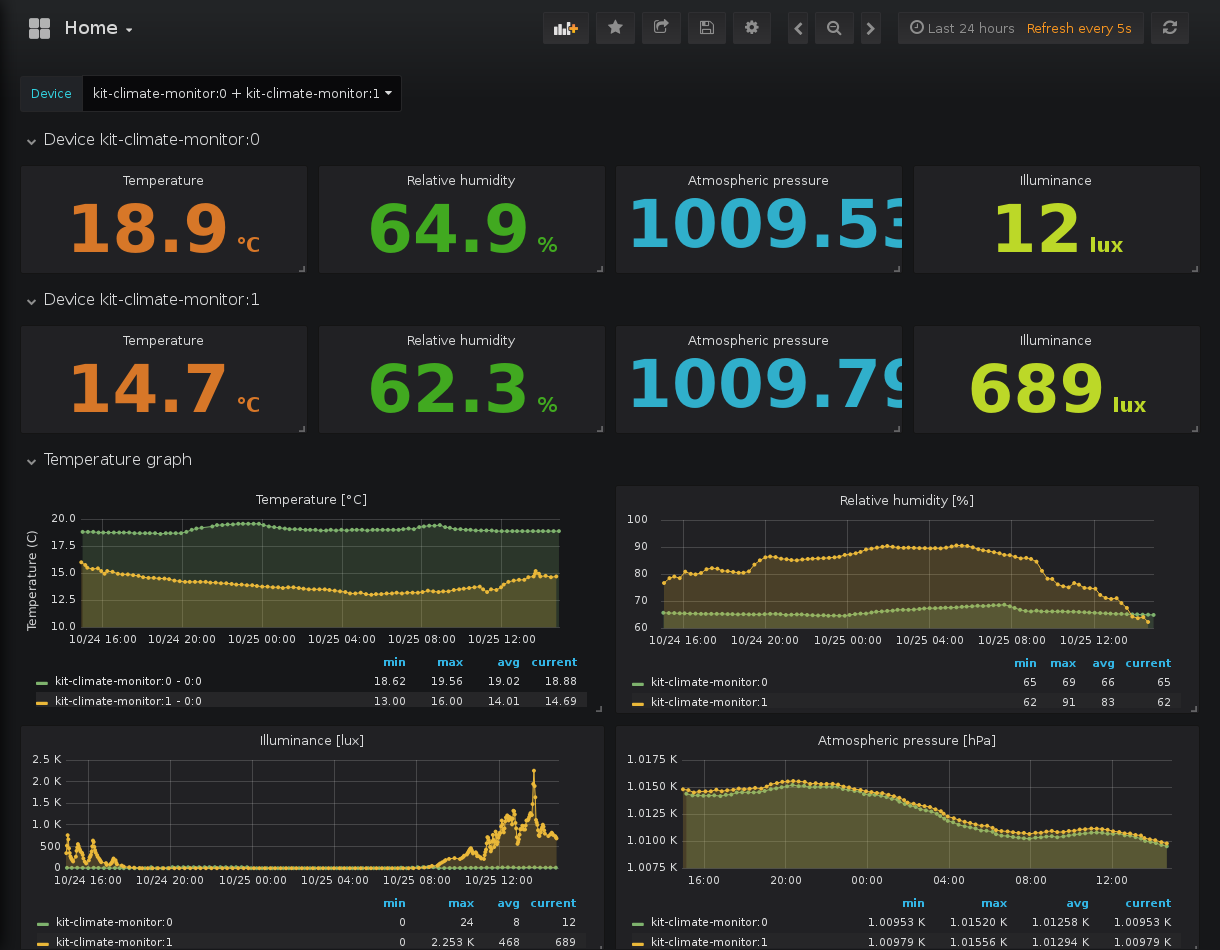 Home
Last 24 hours Refresh every 5s
Device kit-climate-monitor:0 + kit-climate-monitor:1
Device kit-climate-monitor:0
Temperature Relative humidity Atmospheric pressure Illuminance
18.9 °C 64.9 % 1009.53 12 lux
Device kit-climate-monitor:1
Temperature Relative humidity Atmospheric pressure Illuminance
14.7 °C 62.3 % 1009.79 689 lux
Temperature graph
Temperature [°C]
Temperature (C)
20.0
17.5
15.0
12.5
10.0
10/24 16:00 10/24 20:00 10/25 00:00 10/25 04:00 10/25 08:00 10/25 12:00
min max avg current
kit-climate-monitor:0 - 0:0 18.62 19.56 19.02 18.88
kit-climate-monitor:1 - 0:0 13.00 16.00 14.01 14.69
Relative humidity [%]
100
90
80
70
60
10/24 16:00 10/24 20:00 10/25 00:00 10/25 04:00 10/25 08:00 10/25 12:00
min max avg current
kit-climate-monitor:0 65 69 66 65
kit-climate-monitor:1 62 91 83 62
Illuminance [lux]
2.5 K
2.0 K
1.5 K
1.0 K
500
0
10/24 16:00 10/24 20:00 10/25 00:00 10/25 04:00 10/25 08:00 10/25 12:00
min max avg current
kit-climate-monitor:0 0 24 8 12
kit-climate-monitor:1 0 2.253 K 468 689
Atmospheric pressure [hPa]
1.0175 K
1.0150 K
1.0125 K
1.0100 K
1.0075 K
16:00 20:00 00:00 04:00 08:00 12:00
min max avg current
kit-climate-monitor:0 1.00953 K 1.01520 K 1.01258 K 1.00953 K
kit-climate-monitor:1 1.00979 K 1.01556 K 1.01294 K 1.00979 K